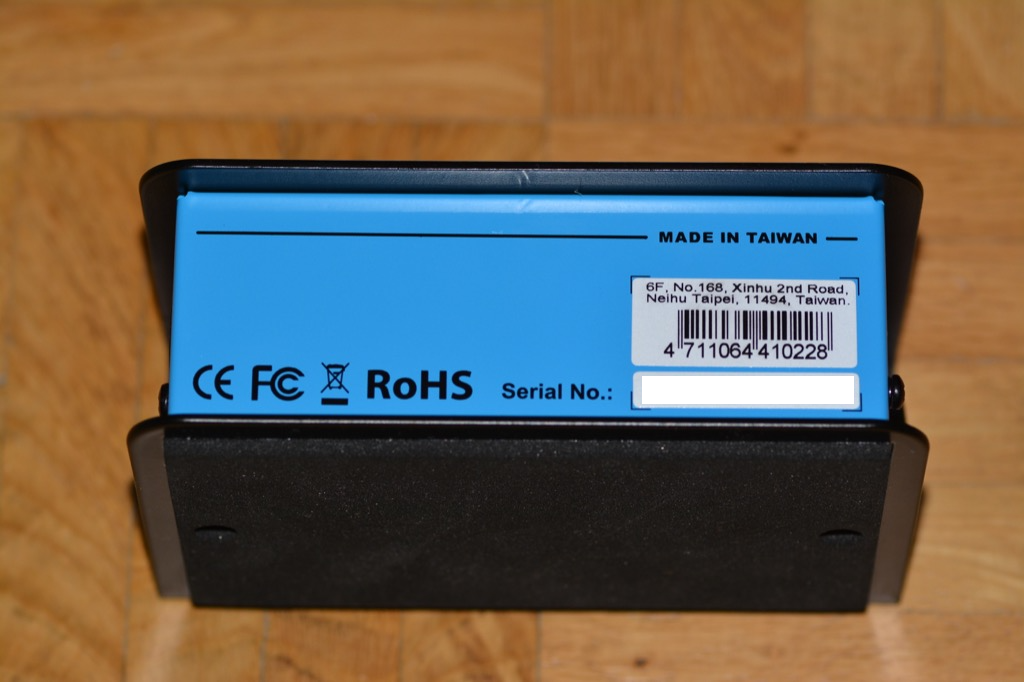 MADE IN TAIWAN
6F, No.168, Xinhu 2nd Road,
Neihu Taipei, 11494, Taiwan.
4 711064 410228
CE FC RoHS Serial No.: